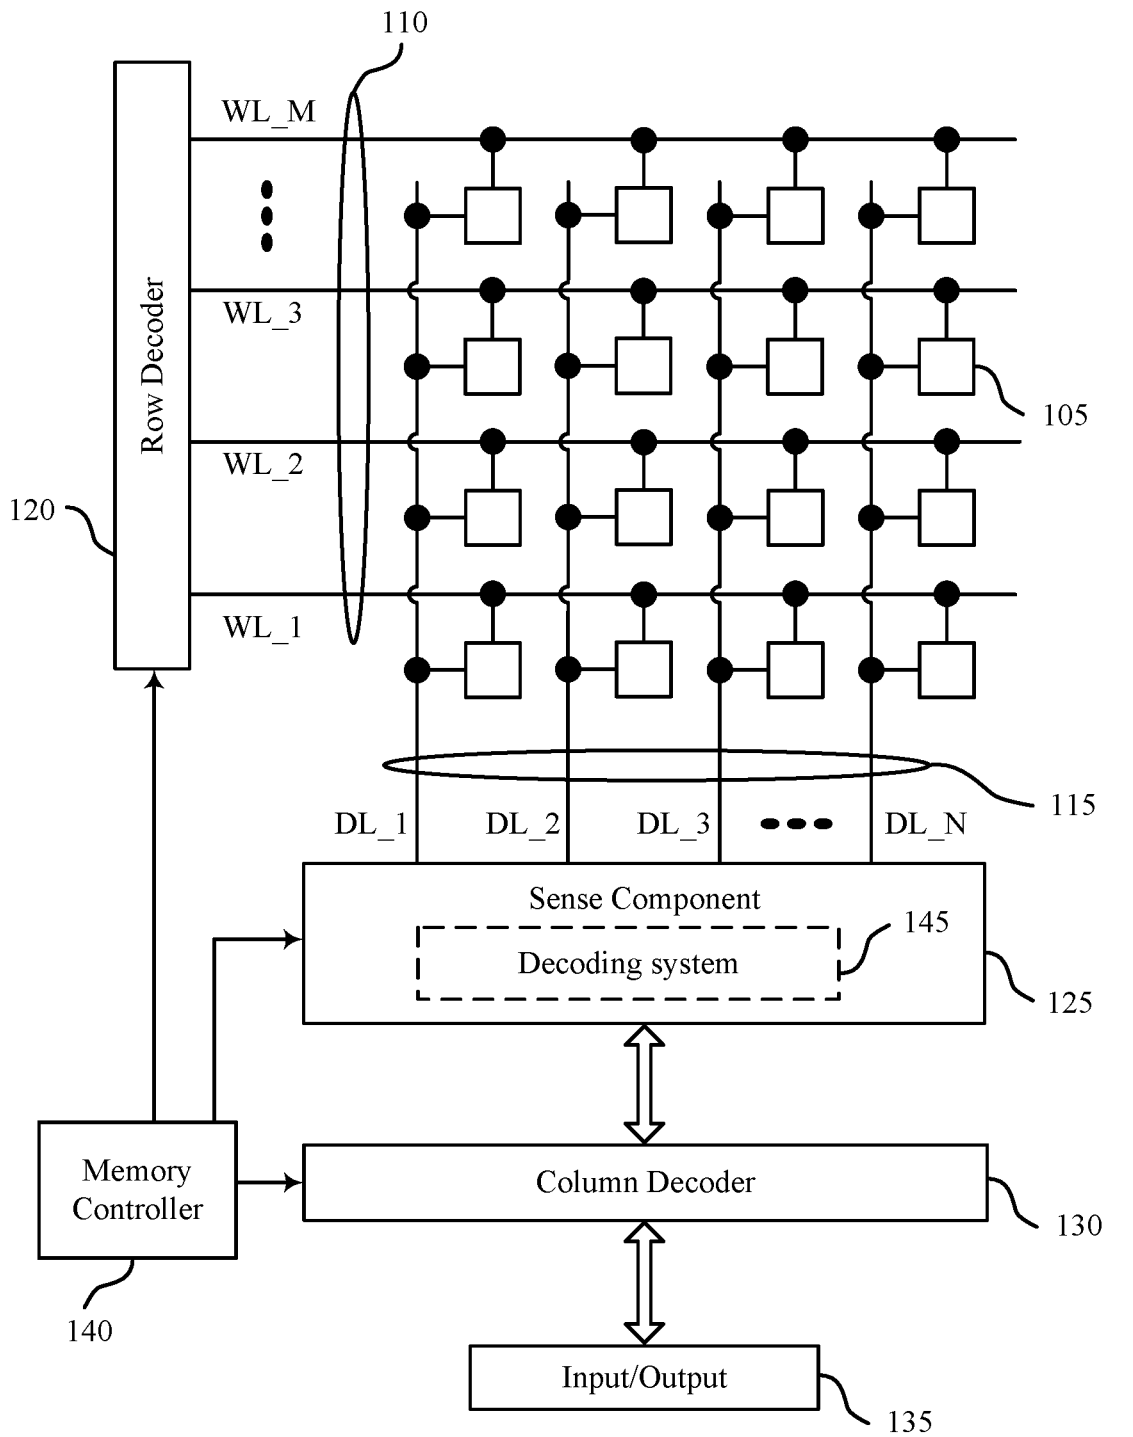 110
WL_M
WL_3
Row Decoder
105
WL_2
120
WL_1
115
DL_1
DL_2
DL_3
DL_N
Sense Component
145
Decoding system
125
Memory
Controller
Column Decoder
130
140
Input/Output
135